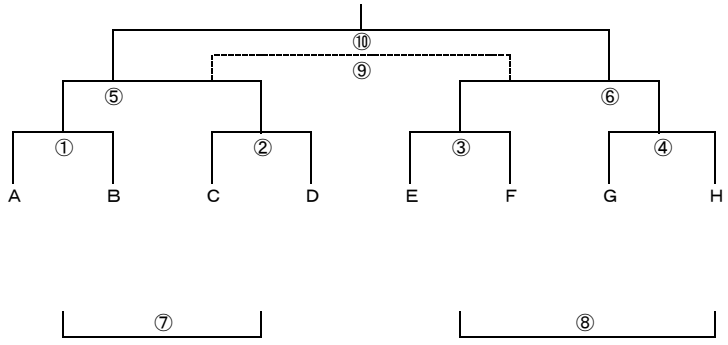 ⑩
⑨
⑤ ⑥
① ② ③ ④
A B C D E F G H
⑦ ⑧